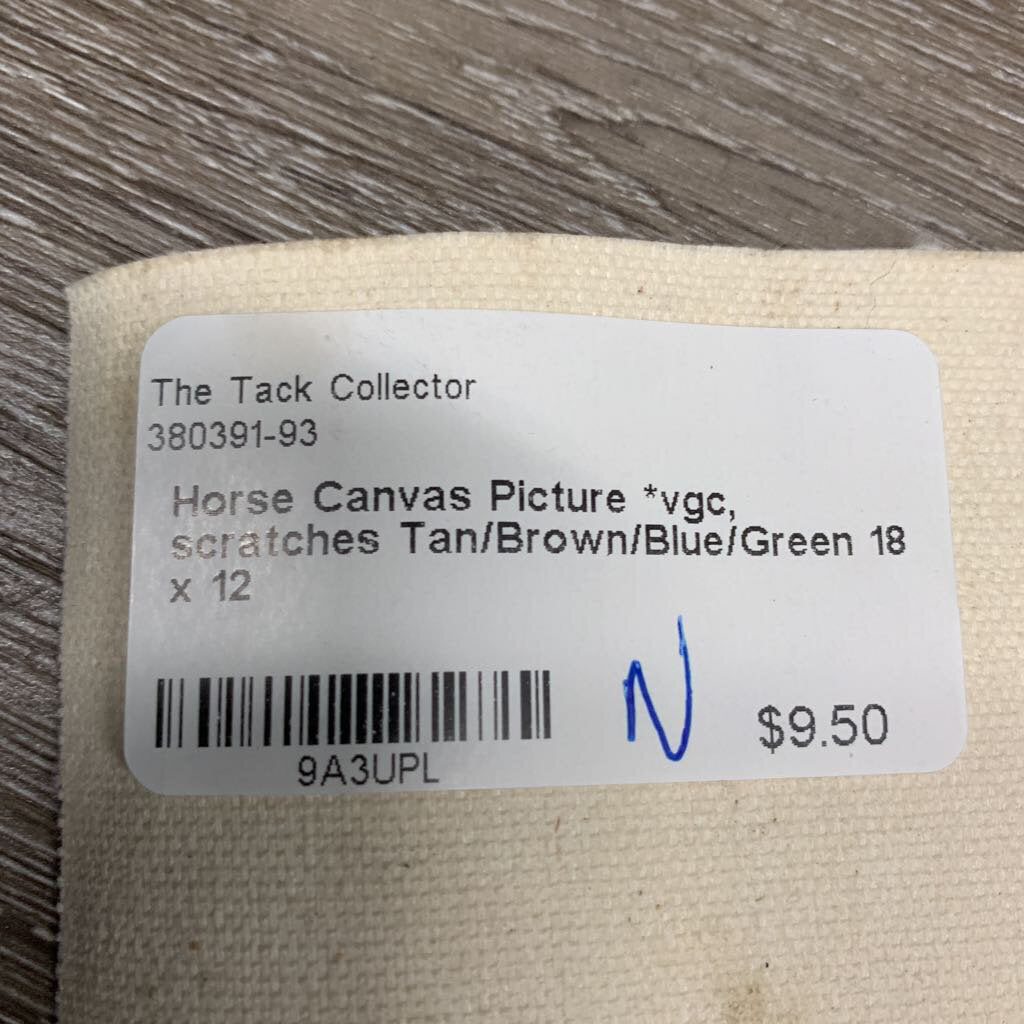 The Tack Collector
380391-93
Horse Canvas Picture *vgc,
scratches Tan/Brown/Blue/Green 18
x 12
N
$9.50
9A3UPL